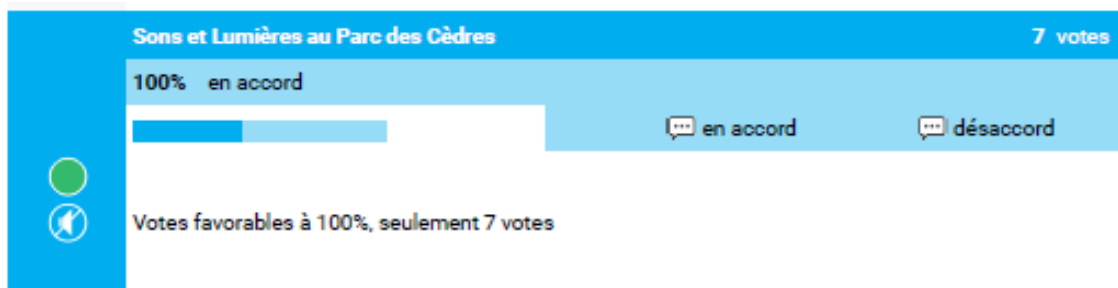 Sons et Lumières au Parc des Cèdres 7 votes
100% en accord
en accord désaccord
Votes favorables à 100%, seulement 7 votes